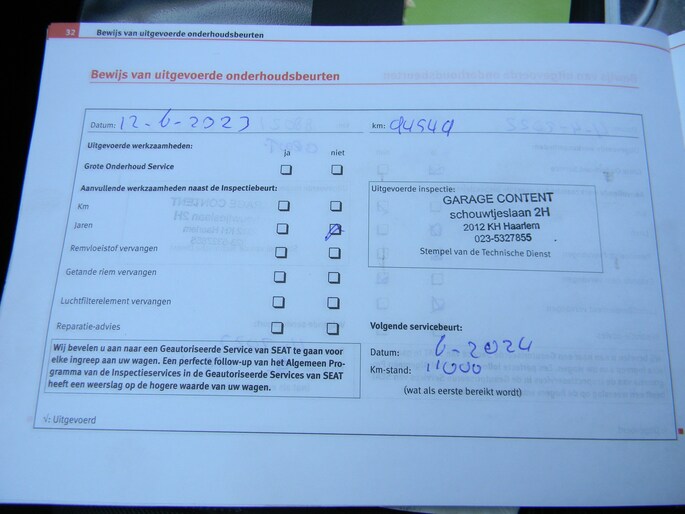 32 Bewijs van uitgevoerde onderhoudsbeurten
Bewijs van uitgevoerde onderhoudsbeurten
Datum: 12-6-2023 km: 94949
Uitgevoerde werkzaamheden:
ja niet
Grote Onderhoud Service
Aanvullende werkzaamheden naast de Inspectiebeurt:
Km
Jaren
Remvloeistof vervangen
Getande riem vervangen
Luchtfilterelement vervangen
Reparatie-advies
Uitgevoerde inspectie:
GARAGE CONTENT
schouwtjeslaan 2H
2012 KH Haarlem
023-5327855
Stempel van de Technische Dienst
Wij bevelen u aan naar een Geautoriseerde Service van SEAT te gaan voor
elke ingreep aan uw wagen. Een perfecte follow-up van het Algemeen Pro-
gramma van de Inspectieservices in de Geautoriseerde Services van SEAT
heeft een weerslag op de hogere waarde van uw wagen.
Volgende servicebeurt:
Datum: 6-2024
Km-stand: 11000
(wat als eerste bereikt wordt)
√: Uitgevoerd